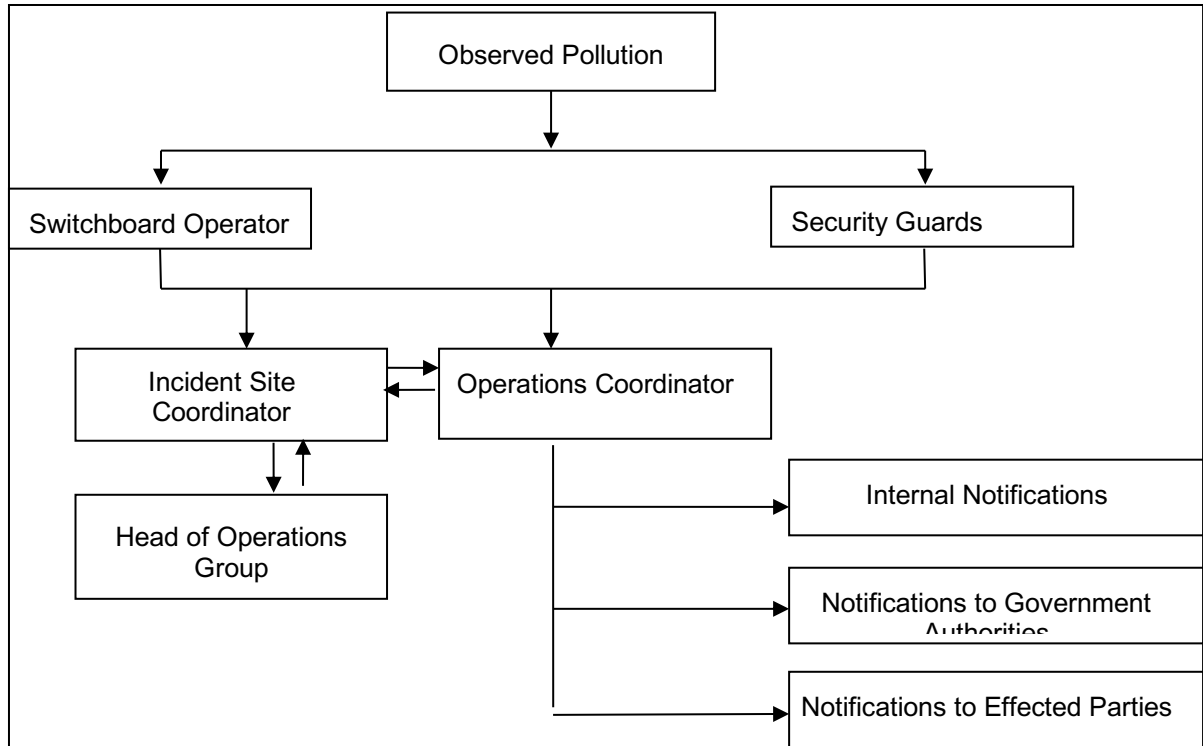 Observed Pollution
Switchboard Operator
Security Guards
Incident Site
Coordinator
Operations Coordinator
Head of Operations
Group
Internal Notifications
Notifications to Government
Authorities
Notifications to Effected Parties